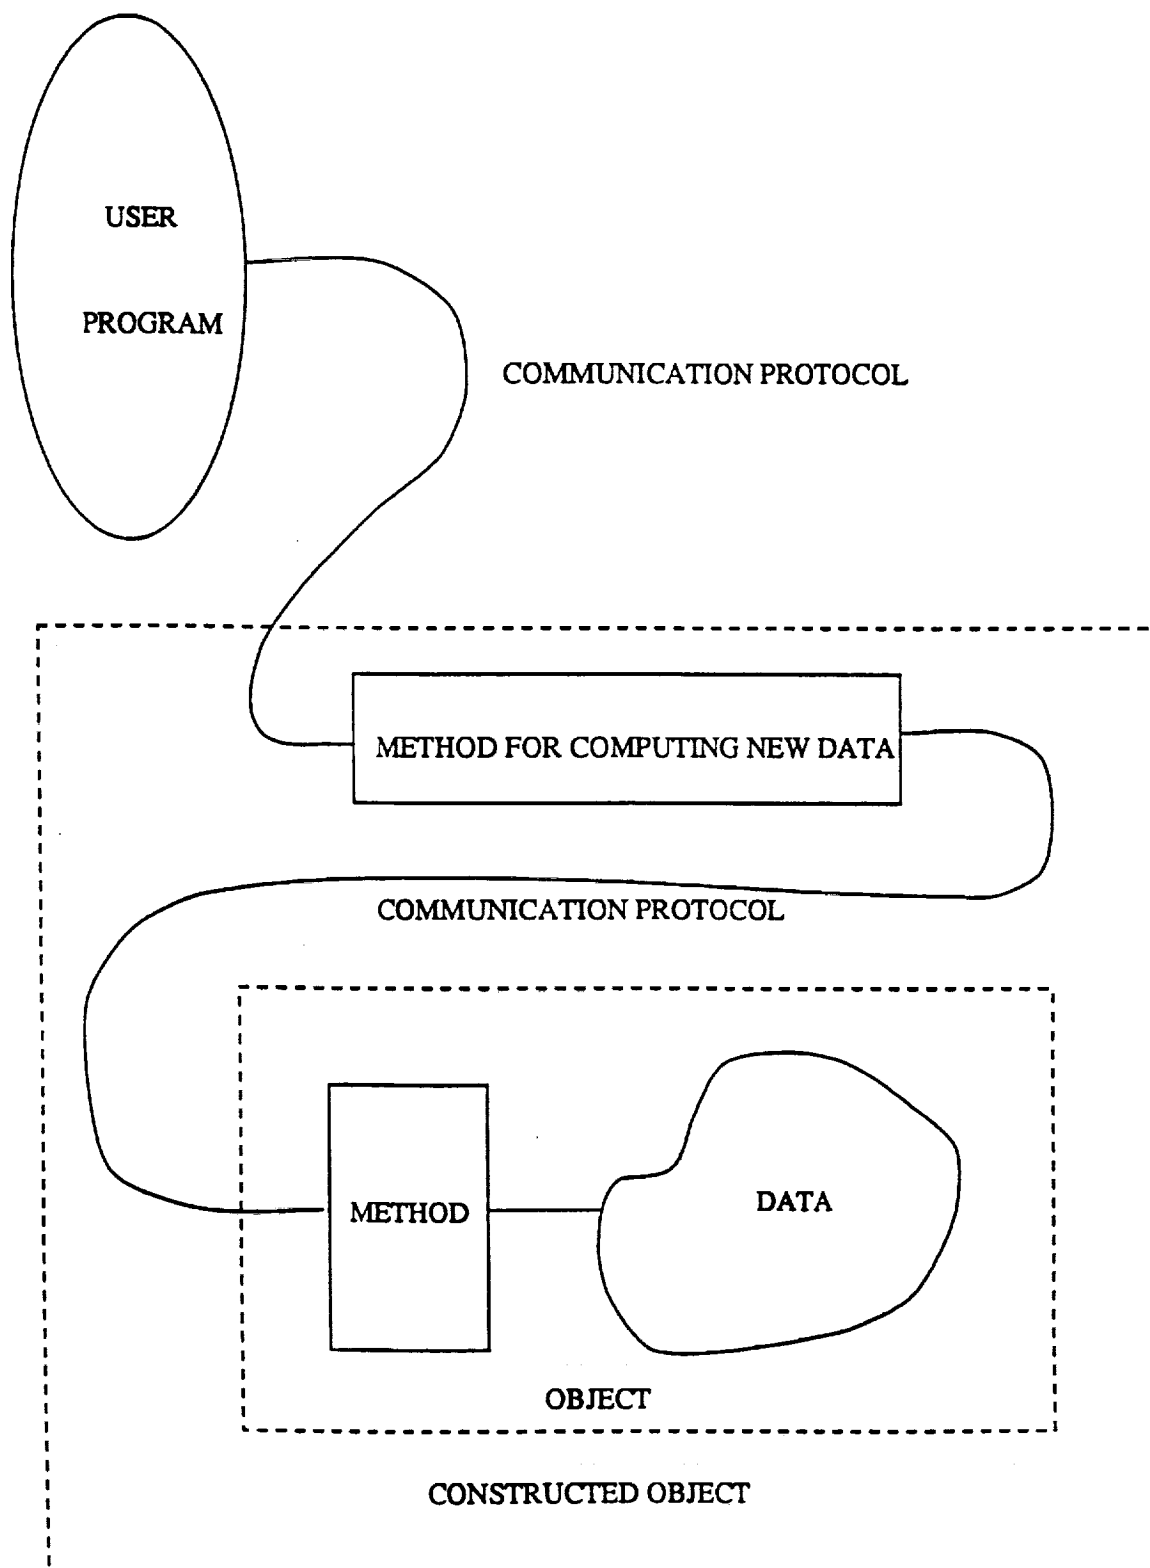 USER
PROGRAM
COMMUNICATION PROTOCOL
METHOD FOR COMPUTING NEW DATA
COMMUNICATION PROTOCOL
METHOD
DATA
OBJECT
CONSTRUCTED OBJECT